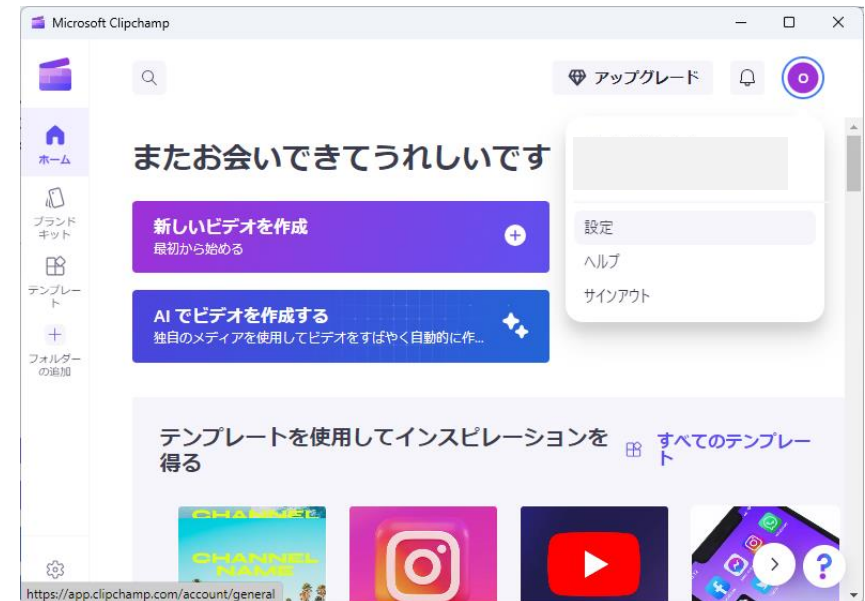 Microsoft Clipchamp
アップグレード
O
ホーム
ブランド
キット
テンプレー
ト
フォルダー
の追加
またお会いできてうれしいです
新しいビデオを作成
最初から始める
AI でビデオを作成する
独自のメディアを使用してビデオをすばやく自動的に作...
設定
ヘルプ
サインアウト
テンプレートを使用してインスピレーションを
得る
すべてのテンプレー
ト
CHANNEL
CHANNEL
NAME
?
https://app.clipchamp.com/account/general